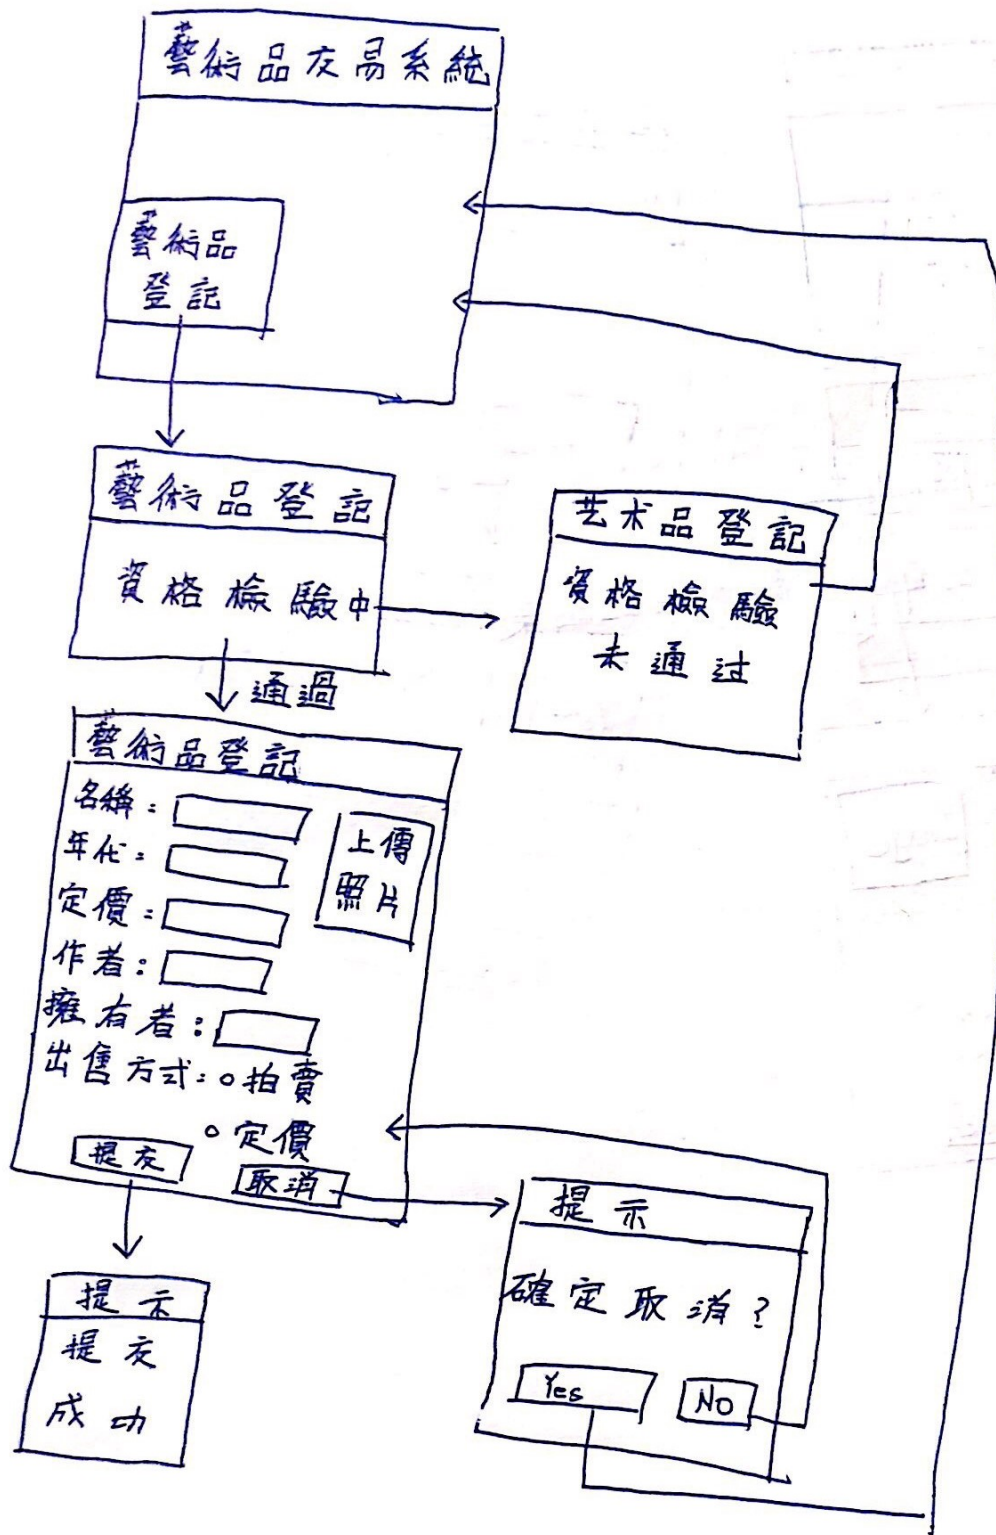 藝術品交易系統
藝術品
登記
藝術品登記
資格檢驗中
艺术品登記
資格檢驗
未通过
通過
藝術品登記
名稱：
年代：
定價：
作者：
擁有者：
出售方式：拍賣
定價
上傳
照片
提交
取消
提示
確定取消？
Yes
No
提示
提交
成功